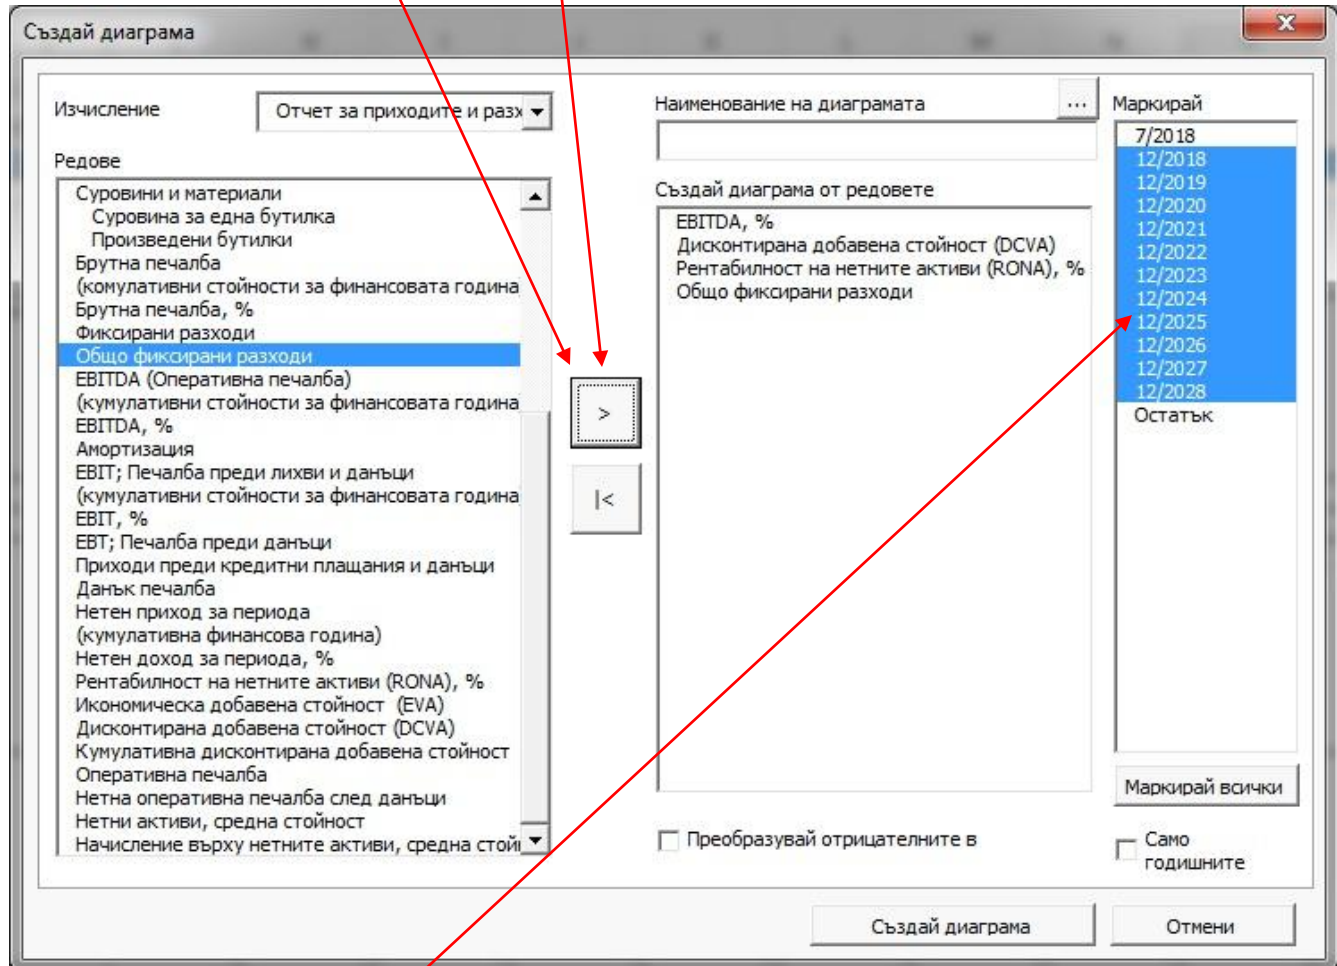 Създай диаграма
Изчисление
Отчет за приходите и разх
Редове
Суровини и материали
Суровина за една бутилка
Произведени бутилки
Брутна печалба
(комулативни стойности за финансовата година
Брутна печалба, %
Фиксирани разходи
Общо фиксирани разходи
EBITDA (Оперативна печалба)
(кумулативни стойности за финансовата година
EBITDA, %
Амортизация
ЕВІТ; Печалба преди лихви и данъци
(кумулативни стойности за финансовата година
EBIT, %
ЕВТ; Печалба преди данъци
Приходи преди кредитни плащания и данъци
Данък печалба
Нетен приход за периода
(кумулативна финансова година)
Нетен доход за периода, %
Рентабилност на нетните активи (RONA), %
Икономическа добавена стойност (EVA)
Дисконтирана добавена стойност (DCVA)
Кумулативна дисконтирана добавена стойност
Оперативна печалба
Нетна оперативна печалба след данъци
Нетни активи, средна стойност
Начисление върху нетните активи, средна стой
>
|<
Наименование на диаграмата
...
Създай диаграма от редовете
EBITDA, %
Дисконтирана добавена стойност (DCVA)
Рентабилност на нетните активи (RONA), %
Общо фиксирани разходи
Преобразувай отрицателните в
Маркирай
7/2018
12/2018
12/2019
12/2020
12/2021
12/2022
12/2023
12/2024
12/2025
12/2026
12/2027
12/2028
Остатък
Маркирай всички
Само
годишните
Създай диаграма
Отмени